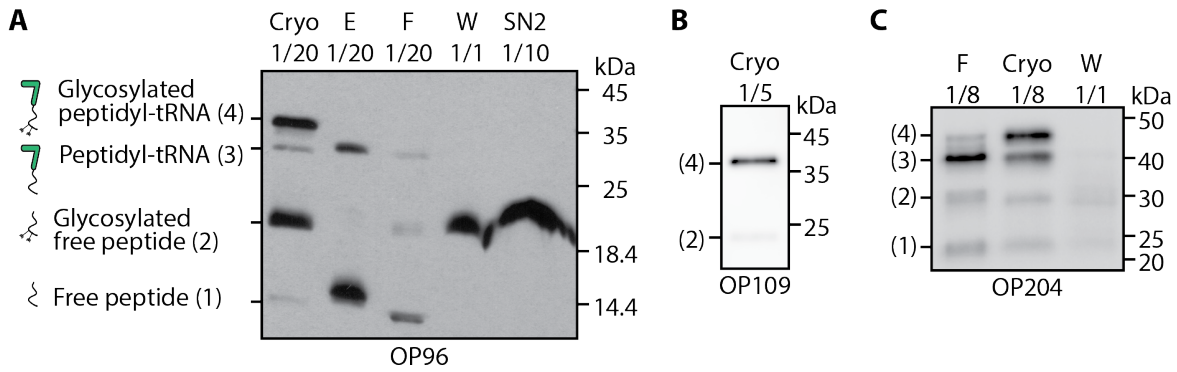 A
Cryo E F W SN2
1/20 1/20 1/20 1/1 1/10
kDa
45
35
25
18.4
14.4
Glycosylated
peptidyl-tRNA (4)
Peptidyl-tRNA (3)
Glycosylated
free peptide (2)
Free peptide (1)
OP96
B
Cryo
1/5
kDa
45
35
25
(4)
(2)
OP109
C
F Cryo W
1/8 1/8 1/1
kDa
50
40
30
25
20
(4)
(3)
(2)
(1)
OP204